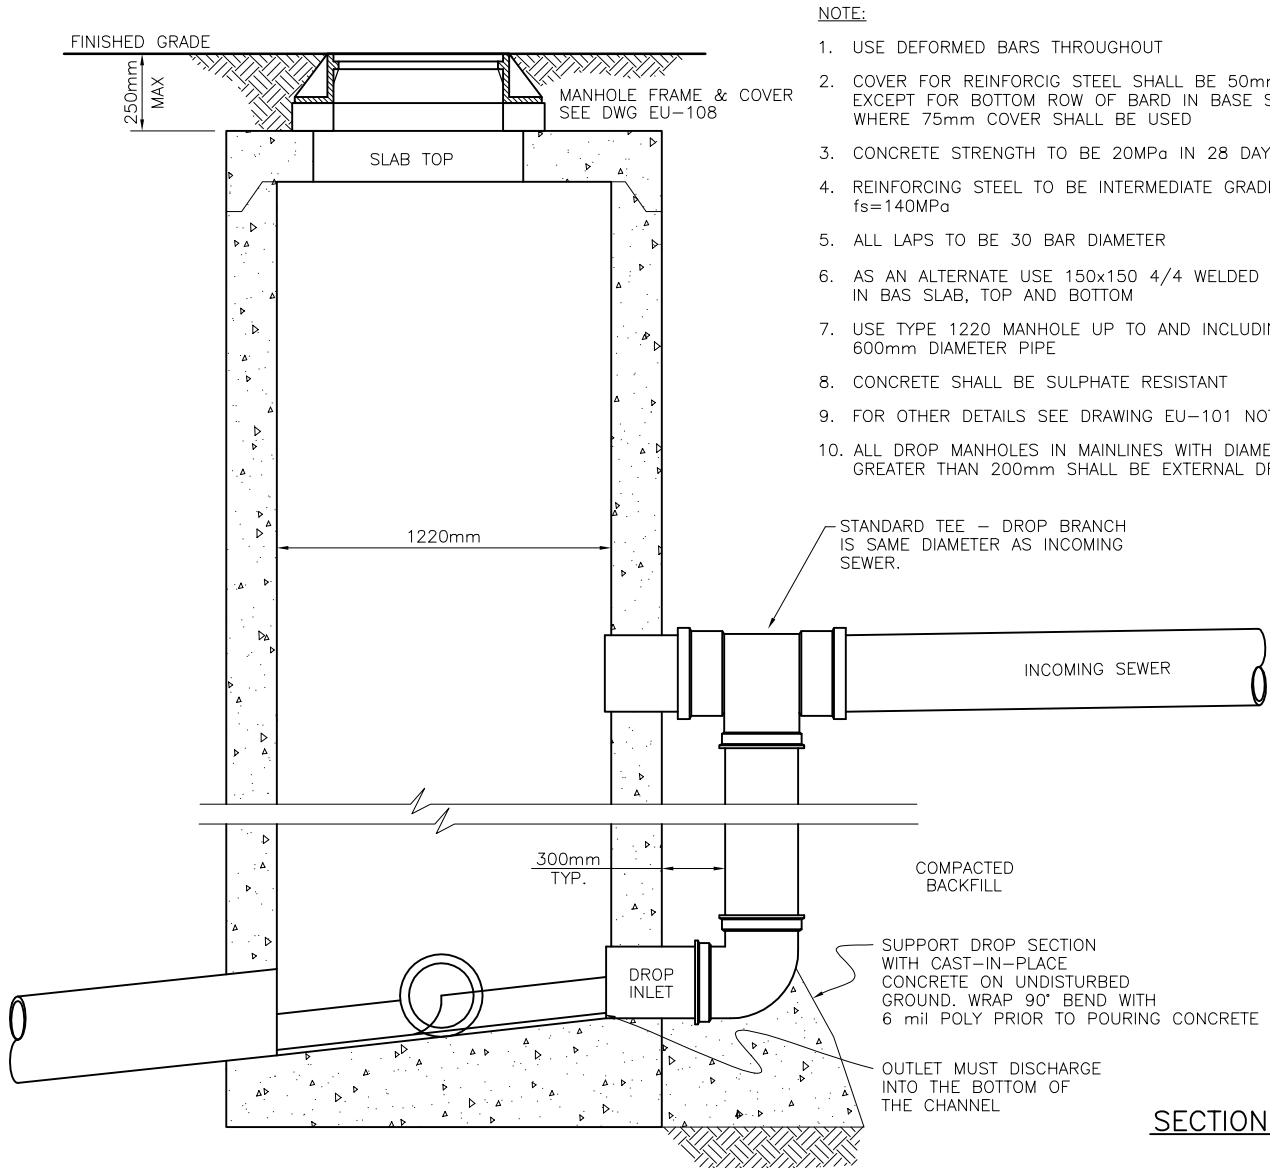 NOTE:
1. USE DEFORMED BARS THROUGHOUT
2. COVER FOR REINFORCIG STEEL SHALL BE 50mm
EXCEPT FOR BOTTOM ROW OF BARD IN BASE
WHERE 75mm COVER SHALL BE USED
3. CONCRETE STRENGTH TO BE 20MPa IN 28 DAY
4. REINFORCING STEEL TO BE INTERMEDIATE
fs=140MPa
5. ALL LAPS TO BE 30 BAR DIAMETER
6. AS AN ALTERNATE USE 150x150 4/4 WELDED
IN BAS SLAB, TOP AND BOTTOM
7. USE TYPE 1220 MANHOLE UP TO AND
600mm DIAMETER PIPE
8. CONCRETE SHALL BE SULPHATE RESISTANT
9. FOR OTHER DETAILS SEE DRAWING EU-101
10. ALL DROP MANHOLES IN MAINLINES WITH
GREATER THAN 200mm SHALL BE EXTERNAL
FINISHED GRADE
250mm
MAX
MANHOLE FRAME & COVER
SEE DWG EU-108
SLAB TOP
1220mm
STANDARD TEE - DROP BRANCH
IS SAME DIAMETER AS INCOMING
SEWER.
INCOMING SEWER
300mm
TYP.
COMPACTED
BACKFILL
DROP
INLET
SUPPORT DROP SECTION
WITH CAST-IN-PLACE
CONCRETE ON UNDISTURBED
GROUND. WRAP 90° BEND WITH
6 mil POLY PRIOR TO POURING CONCRETE
OUTLET MUST DISCHARGE
INTO THE BOTTOM OF
THE CHANNEL
SECTION